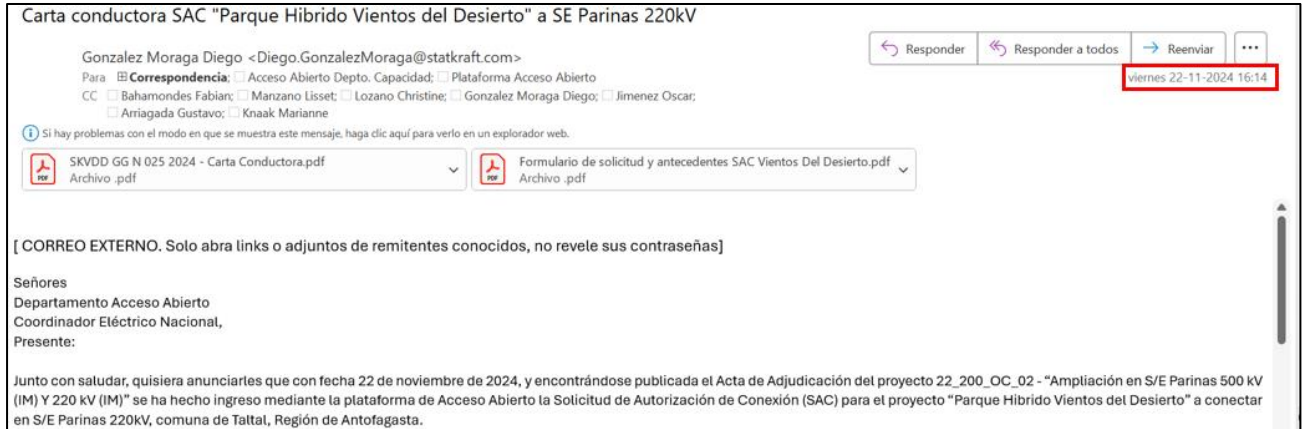 Carta conductora SAC "Parque Hibrido Vientos del Desierto" a SE Parinas 220kV
Gonzalez Moraga Diego <Diego.GonzalezMoraga@statkraft.com>
Responder
Responder a todos
Reenviar
Para Correspondencia; Acceso Abierto Depto. Capacidad; Plataforma Acceso Abierto
viernes 22-11-2024 16:14
CC Bahamondes Fabian; Manzano Lisset; Lozano Christine; Gonzalez Moraga Diego; Jimenez Oscar;
Arriagada Gustavo; Knaak Marianne
Si hay problemas con el modo en que se muestra este mensaje, haga clic aquí para verlo en un explorador web.
SKVDD GG N 025 2024 - Carta Conductora.pdf
Archivo .pdf
Formulario de solicitud y antecedentes SAC Vientos Del Desierto.pdf
Archivo .pdf
[ CORREO EXTERNO. Solo abra links o adjuntos de remitentes conocidos, no revele sus contraseñas]
Señores
Departamento Acceso Abierto
Coordinador Eléctrico Nacional,
Presente:
Junto con saludar, quisiera anunciarles que con fecha 22 de noviembre de 2024, y encontrándose publicada el Acta de Adjudicación del proyecto 22_200_OC_02 - “Ampliación en S/E Parinas 500 kV
(IM) Y 220 kV (IM)” se ha hecho ingreso mediante la plataforma de Acceso Abierto la Solicitud de Autorización de Conexión (SAC) para el proyecto “Parque Hibrido Vientos del Desierto” a conectar
en S/E Parinas 220kV, comuna de Taltal, Región de Antofagasta.